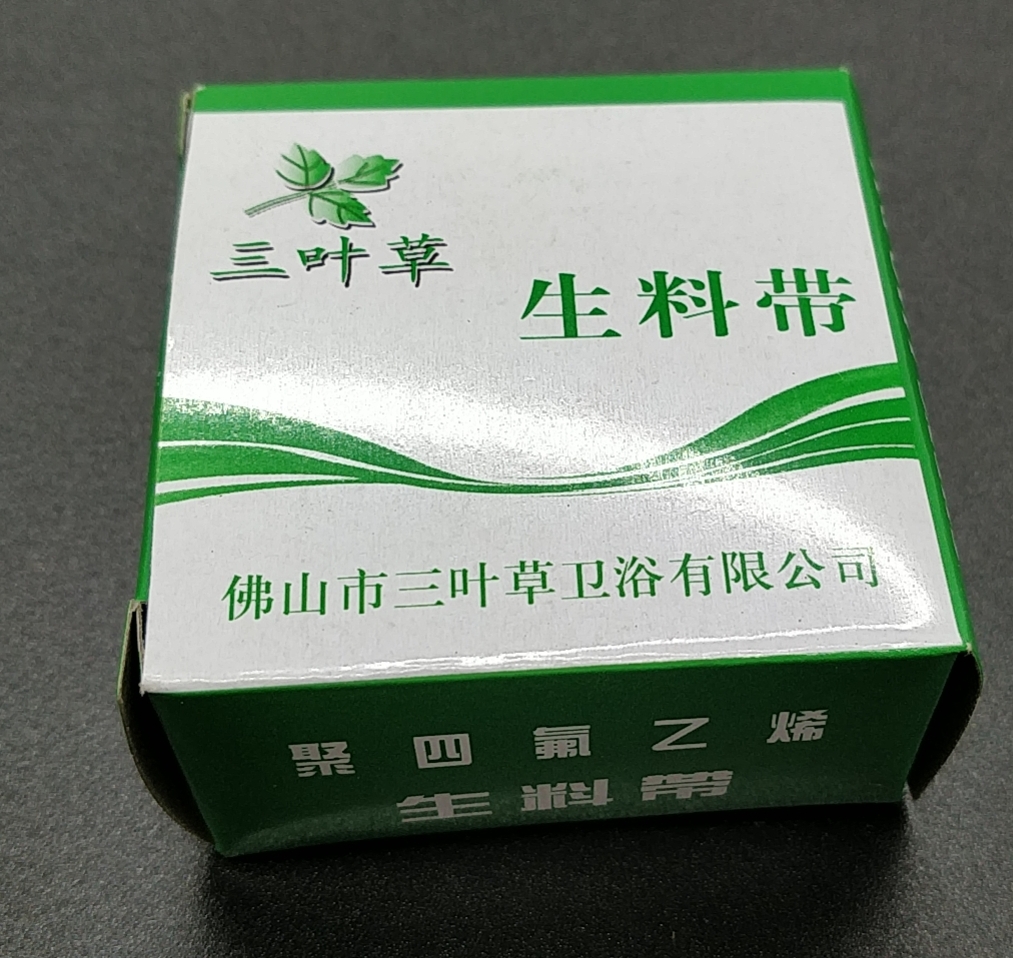 三叶草
生料带
佛山市三叶草卫浴有限公司
聚四氟乙烯
生料带